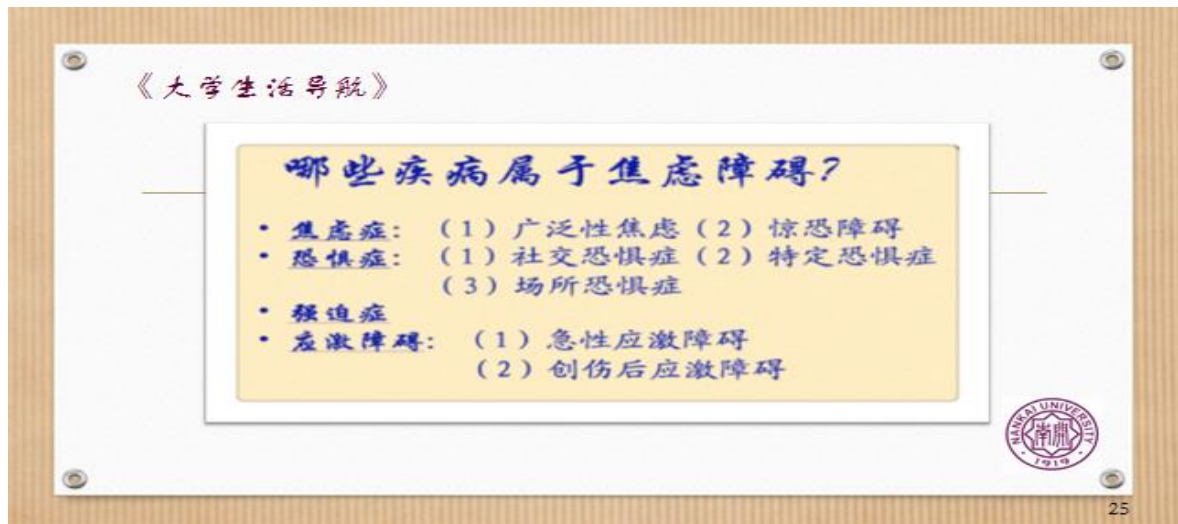 《大学生活导航》
哪些疾病属于焦虑障碍?
• 焦虑症：（1）广泛性焦虑（2）惊恐障碍
• 恐惧症：（1）社交恐惧症（2）特定恐惧症
（3）场所恐惧症
• 强迫症
• 应激障碍：（1）急性应激障碍
（2）创伤后应激障碍
NANKAI UNIVERSITY
南開
1919
25